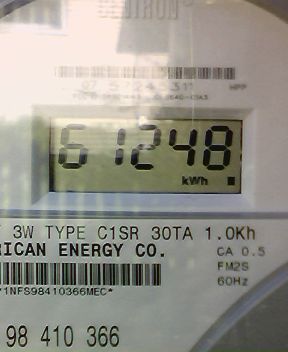 61248
kWh
3W TYPE C1SR 30TA 1.0Kh
RICAN ENERGY CO.
CA 0.5
FM2S
60Hz
*1NFS98410366MEC*
98 410 366